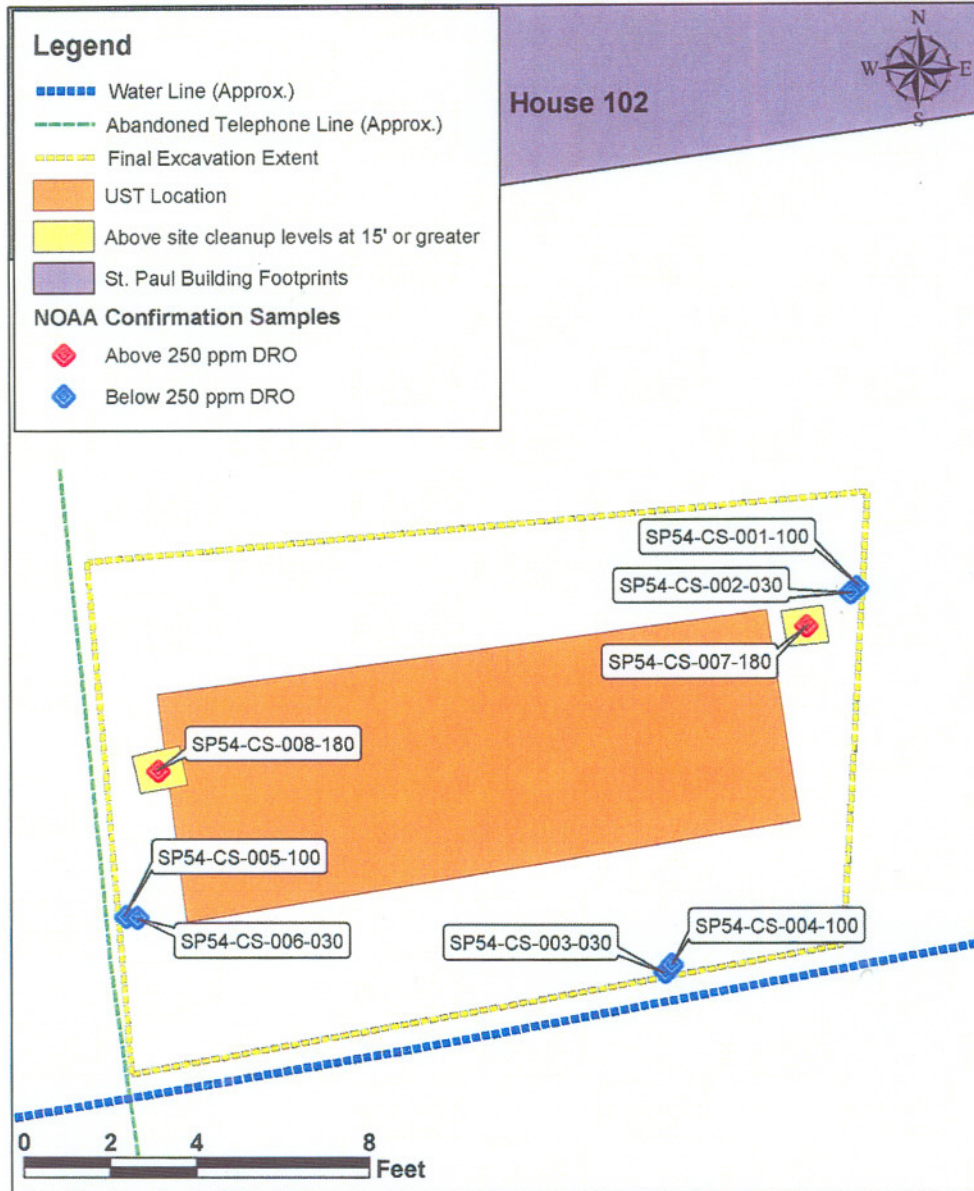 Legend
Water Line (Approx.)
Abandoned Telephone Line (Approx.)
Final Excavation Extent
UST Location
Above site cleanup levels at 15' or greater
St. Paul Building Footprints
NOAA Confirmation Samples
Above 250 ppm DRO
Below 250 ppm DRO
House 102
N
W
E
S
SP54-CS-001-100
SP54-CS-002-030
SP54-CS-007-180
SP54-CS-008-180
SP54-CS-005-100
SP54-CS-006-030
SP54-CS-003-030
SP54-CS-004-100
0 2 4 8
Feet